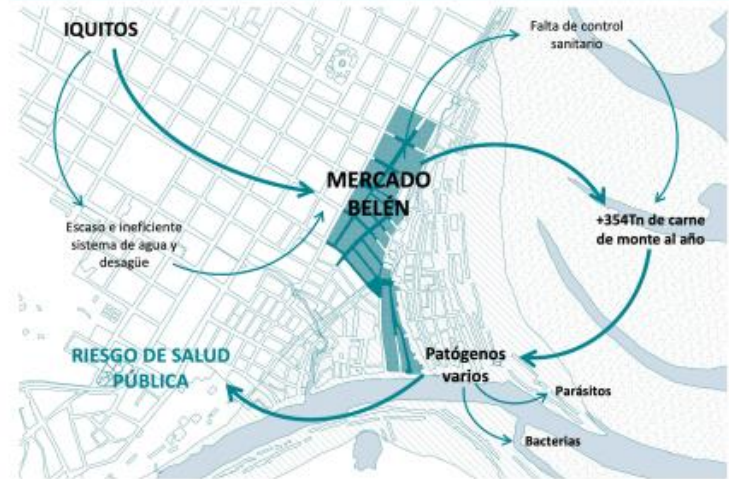 IQUITOS
Falta de control
sanitario
MERCADO
BELÉN
Escaso e ineficiente
sistema de agua y
desagüe
+354Tn de carne
de monte al año
RIESGO DE SALUD
PÚBLICA
Patógenos
varios
Parásitos
Bacterias